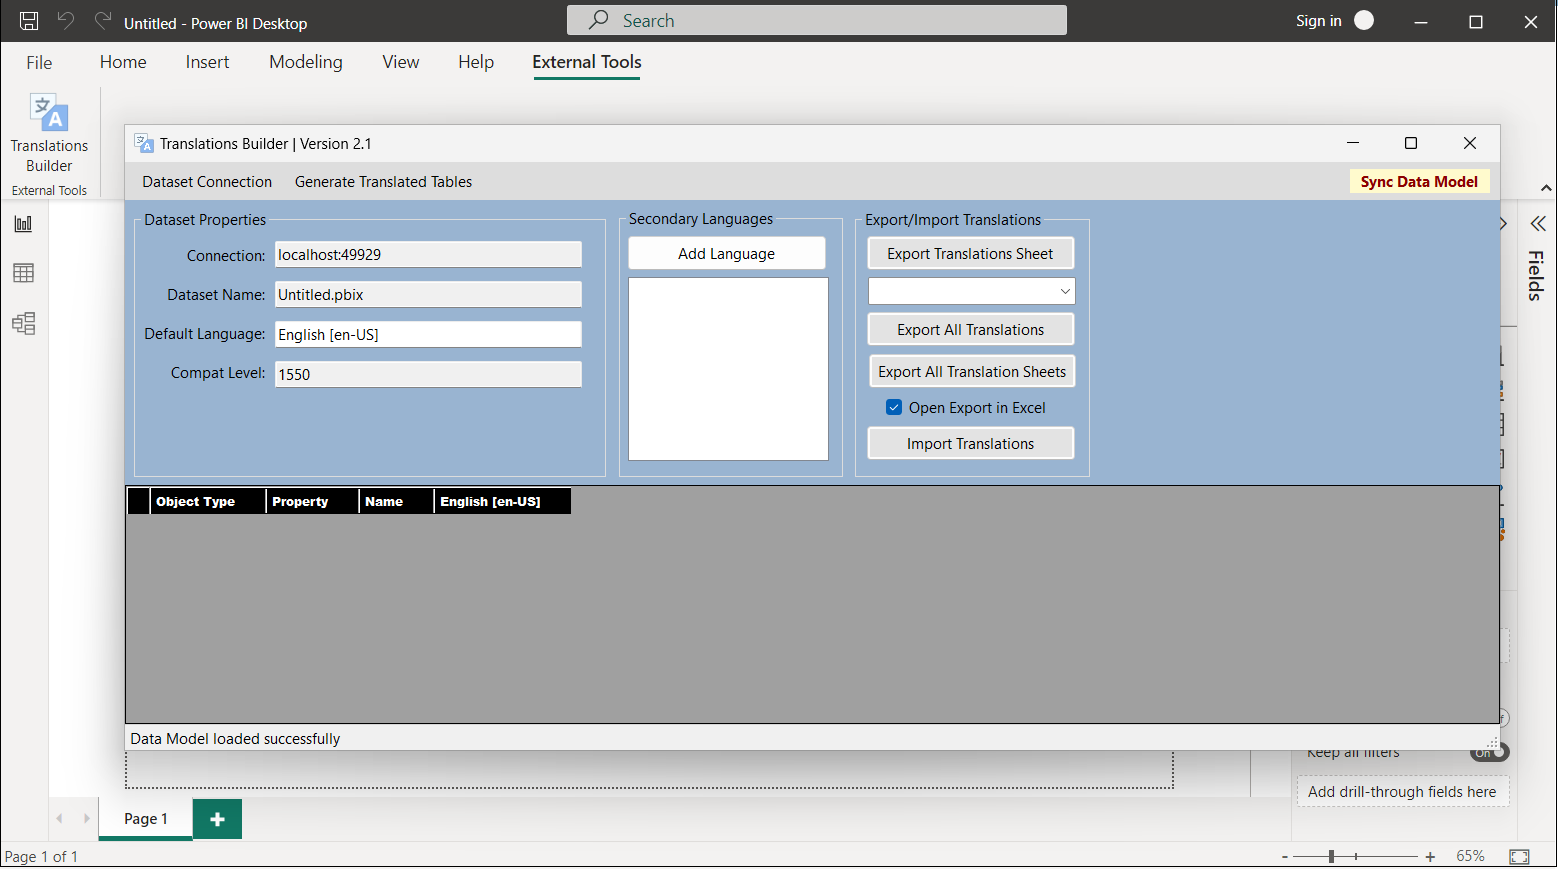 Untitled - Power BI Desktop
Search
Sign in
File Home Insert Modeling View Help External Tools
Translations
Builder
External Tools
Translations Builder | Version 2.1
Dataset Connection Generate Translated Tables
Sync Data Model
Dataset Properties
Connection: localhost:49929
Dataset Name: Untitled.pbix
Default Language: English [en-US]
Compat Level: 1550
Secondary Languages
Add Language
Export/Import Translations
Export Translations Sheet
Export All Translations
Export All Translation Sheets
Open Export in Excel
Import Translations
Fields
Object Type Property Name English [en-US]
Data Model loaded successfully
Keep all filters
On
Add drill-through fields here
Page 1
Page 1 of 1
- + 65%